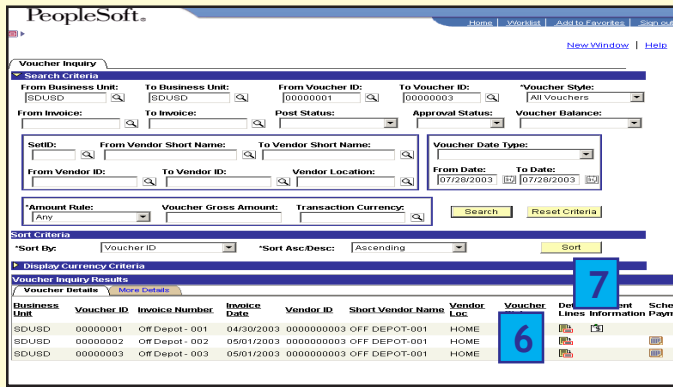 PeopleSoft®
Home | Worklist | Add to Favorites | Sign out
New Window | Help
Voucher Inquiry
Search Criteria
From Business Unit: To Business Unit: From Voucher ID: To Voucher ID: *Voucher Style:
SDUSD SDUSD 00000001 00000003 All Vouchers
From Invoice: To Invoice: Post Status: Approval Status: Voucher Balance:
SetID: From Vendor Short Name: To Vendor Short Name: Voucher Date Type:
From Vendor ID: To Vendor ID: Vendor Location: From Date: To Date:
07/28/2003 07/28/2003
*Amount Rule: Voucher Gross Amount: Transaction Currency:
Any Search Reset Criteria
Sort Criteria
*Sort By: Voucher ID *Sort Asc/Desc: Ascending Sort
Display Currency Criteria
7
Voucher Inquiry Results
Voucher Details More Details
Business Unit Voucher ID Invoice Number Invoice Date Vendor ID Short Vendor Name Vendor Loc Voucher Lines Information
6
SDUSD 00000001 Off Depot - 001 04/30/2003 0000000003 OFF DEPOT-001 HOME
SDUSD 00000002 Off Depot - 002 05/01/2003 0000000003 OFF DEPOT-001 HOME
SDUSD 00000003 Off Depot - 003 05/01/2003 0000000003 OFF DEPOT-001 HOME